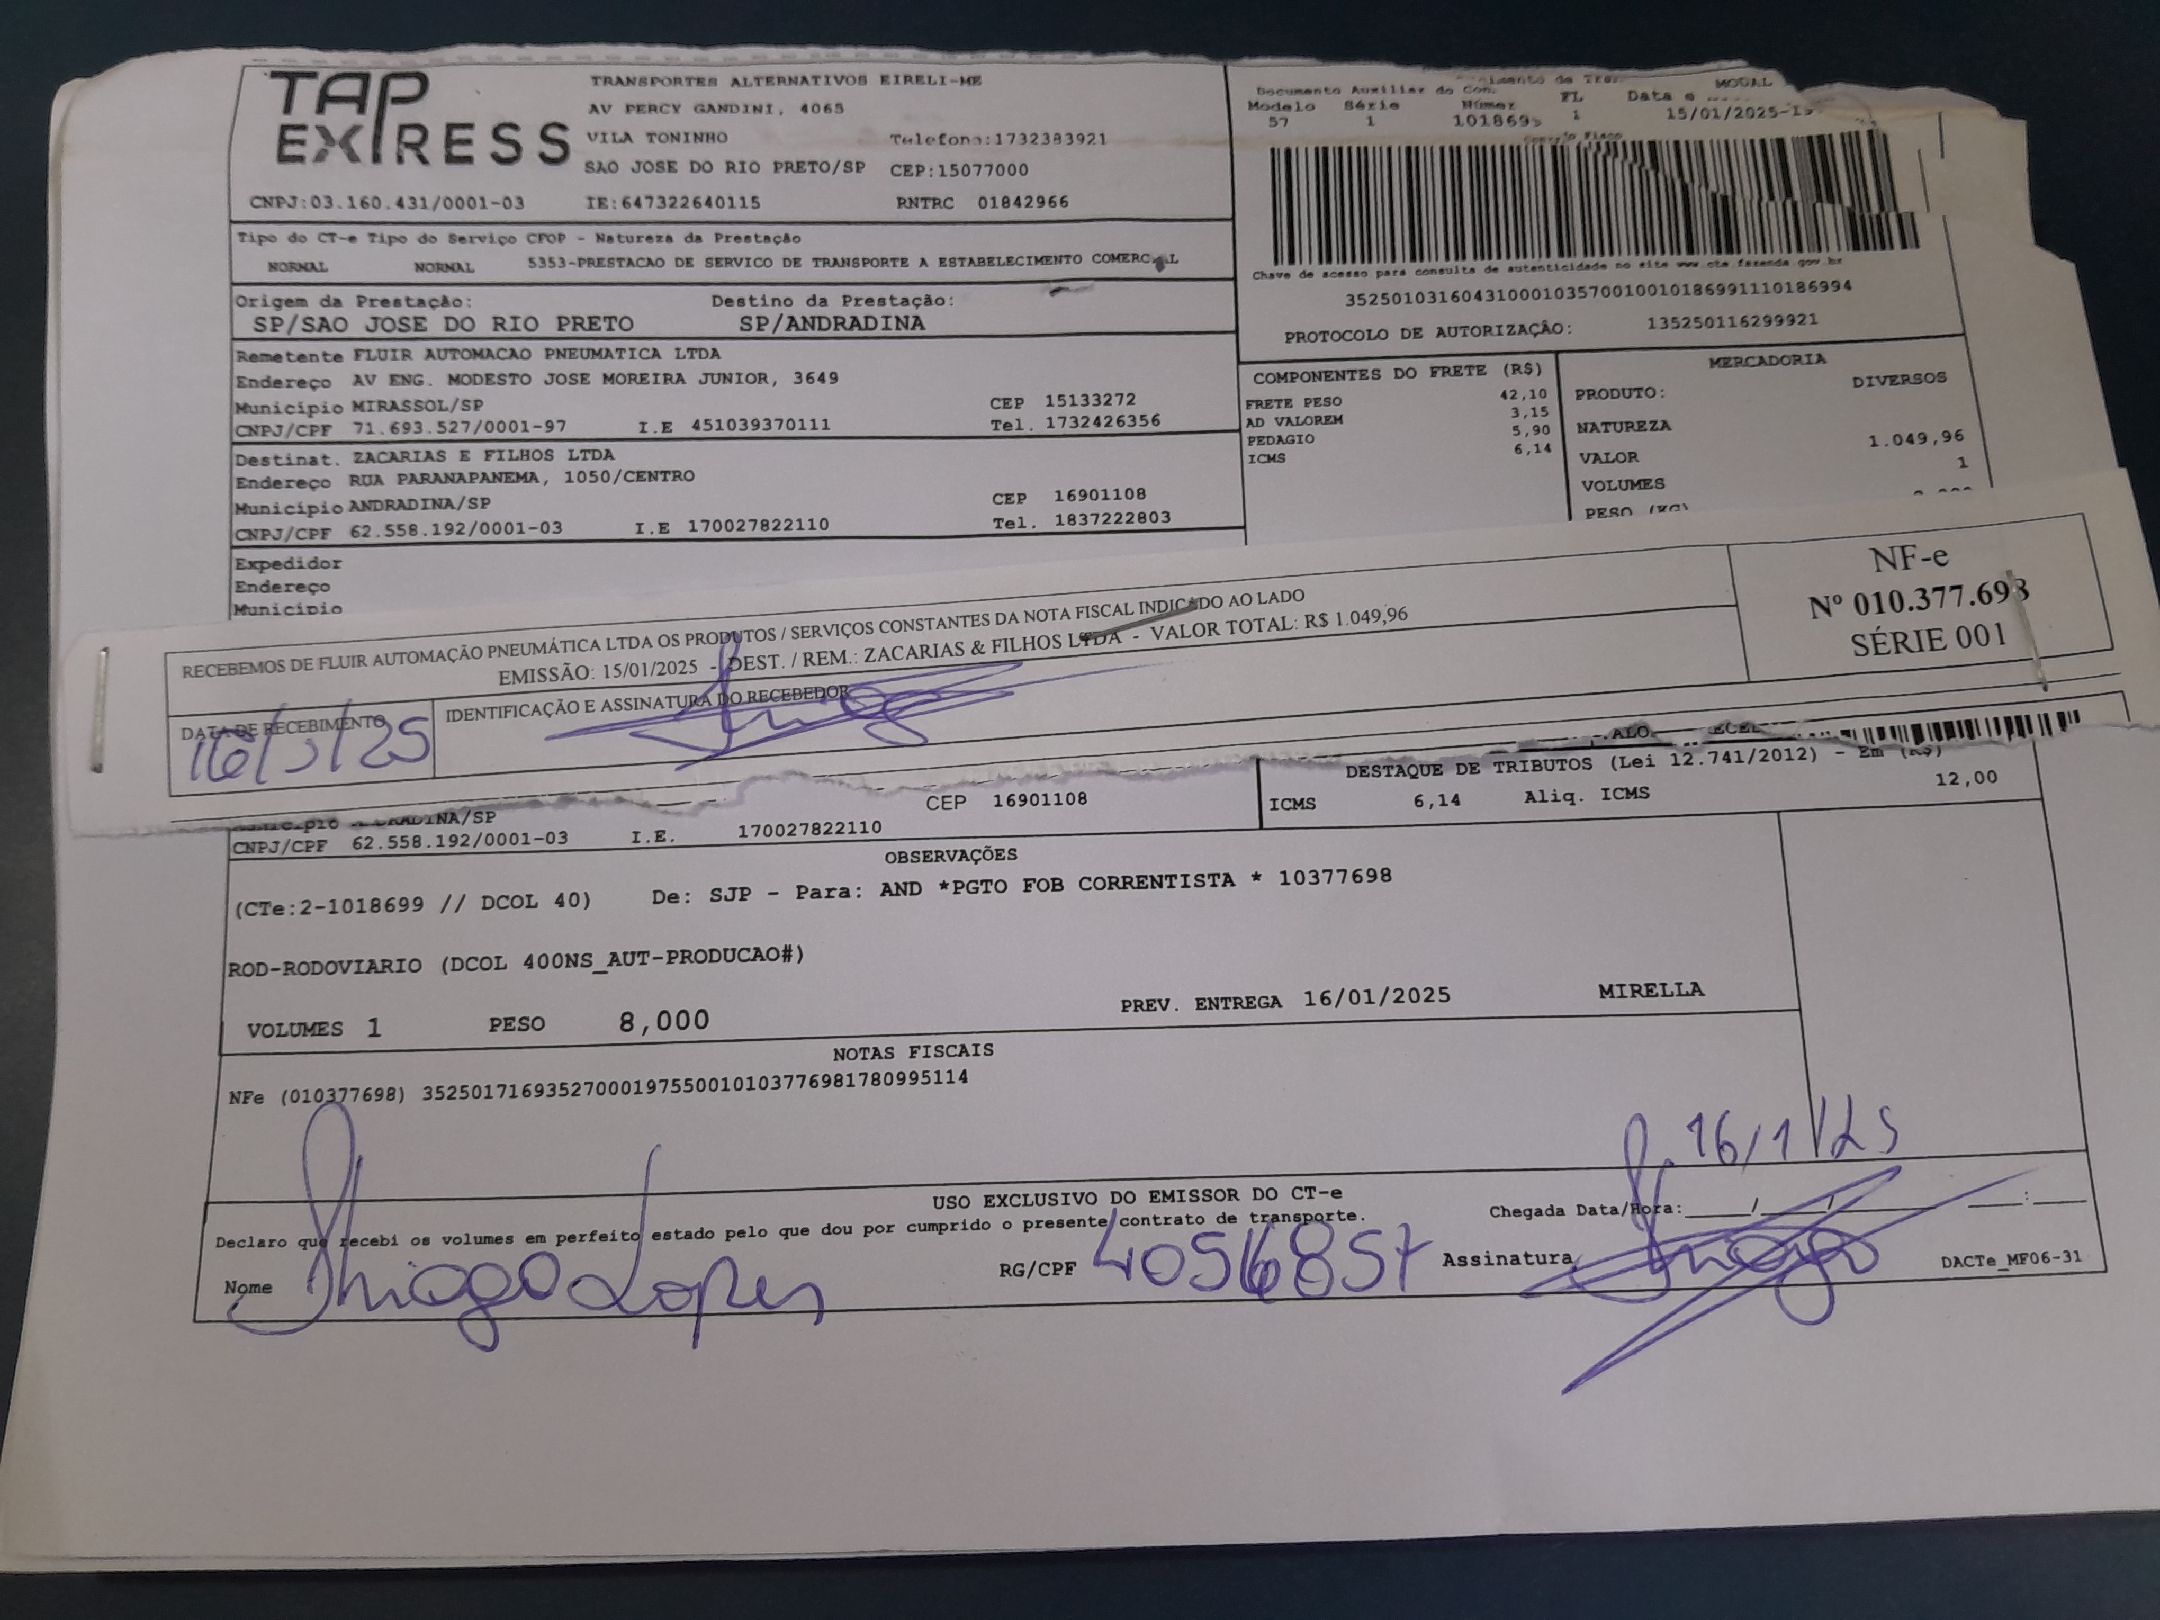 TAP EXPRESS
TRANSPORTES ALTERNATIVOS EIRELI-ME
AV PERCY GANDINI, 4065
VILA TONINHO Telefone:1732383921
SAO JOSE DO RIO PRETO/SP CEP:15077000
CNPJ:03.160.431/0001-03 IE:647322640115 RNTRC 01842966
Documento Auxiliar do MODAL
Modelo Série FL Data e
57 1 101869 1 15/01/2025
Tipo do CT-e Tipo do Serviço CFOP - Natureza da Prestação
NORMAL NORMAL 5353-PRESTACAO DE SERVICO DE TRANSPORTE A ESTABELECIMENTO COMERCIAL
Chave de acesso para consulta de autenticidade no site www.cte.fazenda.gov.br
35250103160431000103570010010186991110186994
PROTOCOLO DE AUTORIZAÇÃO: 135250116299921
Origem da Prestação: Destino da Prestação:
SP/SAO JOSE DO RIO PRETO SP/ANDRADINA
Remetente FLUIR AUTOMACAO PNEUMATICA LTDA
Endereço AV ENG. MODESTO JOSE MOREIRA JUNIOR, 3649
Município MIRASSOL/SP CEP 15133272
CNPJ/CPF 71.693.527/0001-97 I.E 451039370111 Tel. 1732426356
Destinat. ZACARIAS E FILHOS LTDA
Endereço RUA PARANAPANEMA, 1050/CENTRO
Município ANDRADINA/SP CEP 16901108
CNPJ/CPF 62.558.192/0001-03 I.E 170027822110 Tel. 1837222803
Expedidor
Endereço
Município
COMPONENTES DO FRETE (R$)
FRETE PESO 42,10
AD VALOREM 3,15
PEDAGIO 5,90
ICMS 6,14
MERCADORIA
PRODUTO: DIVERSOS
NATUREZA
VALOR 1.049,96
VOLUMES 1
PESO (KG)
RECEBEMOS DE FLUIR AUTOMAÇÃO PNEUMÁTICA LTDA OS PRODUTOS / SERVIÇOS CONSTANTES DA NOTA FISCAL INDICADO AO LADO
EMISSÃO: 15/01/2025 - DEST. / REM.: ZACARIAS & FILHOS LTDA - VALOR TOTAL: R$ 1.049,96
DATA DE RECEBIMENTO IDENTIFICAÇÃO E ASSINATURA DO RECEBEDOR
16/1/25
NF-e
Nº 010.377.698
SÉRIE 001
DESTAQUE DE TRIBUTOS (Lei 12.741/2012) - Em (R$)
ICMS 6,14 Aliq. ICMS 12,00
CEP 16901108
CNPJ/CPF 62.558.192/0001-03 I.E. 170027822110
OBSERVAÇÕES
(CTe:2-1018699 // DCOL 40) De: SJP - Para: AND *PGTO FOB CORRENTISTA * 10377698
ROD-RODOVIARIO (DCOL 400NS_AUT-PRODUCAO#)
VOLUMES 1 PESO 8,000 PREV. ENTREGA 16/01/2025 MIRELLA
NOTAS FISCAIS
NFe (010377698) 35250171693527000197550010103776981780995114
16/1/25
USO EXCLUSIVO DO EMISSOR DO CT-e
Declaro que recebi os volumes em perfeito estado pelo que dou por cumprido o presente contrato de transporte.
Chegada Data/Hora:_____/_____/_______ ____:____
Nome Thiago Lopes RG/CPF Assinatura Thiago
DACTe_MF06-31